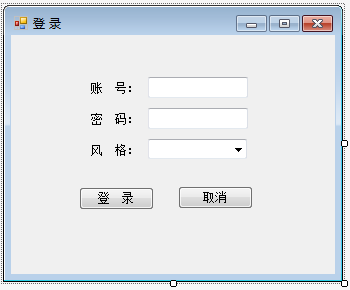 登 录
账 号：
密 码：
风 格：
登 录 取消